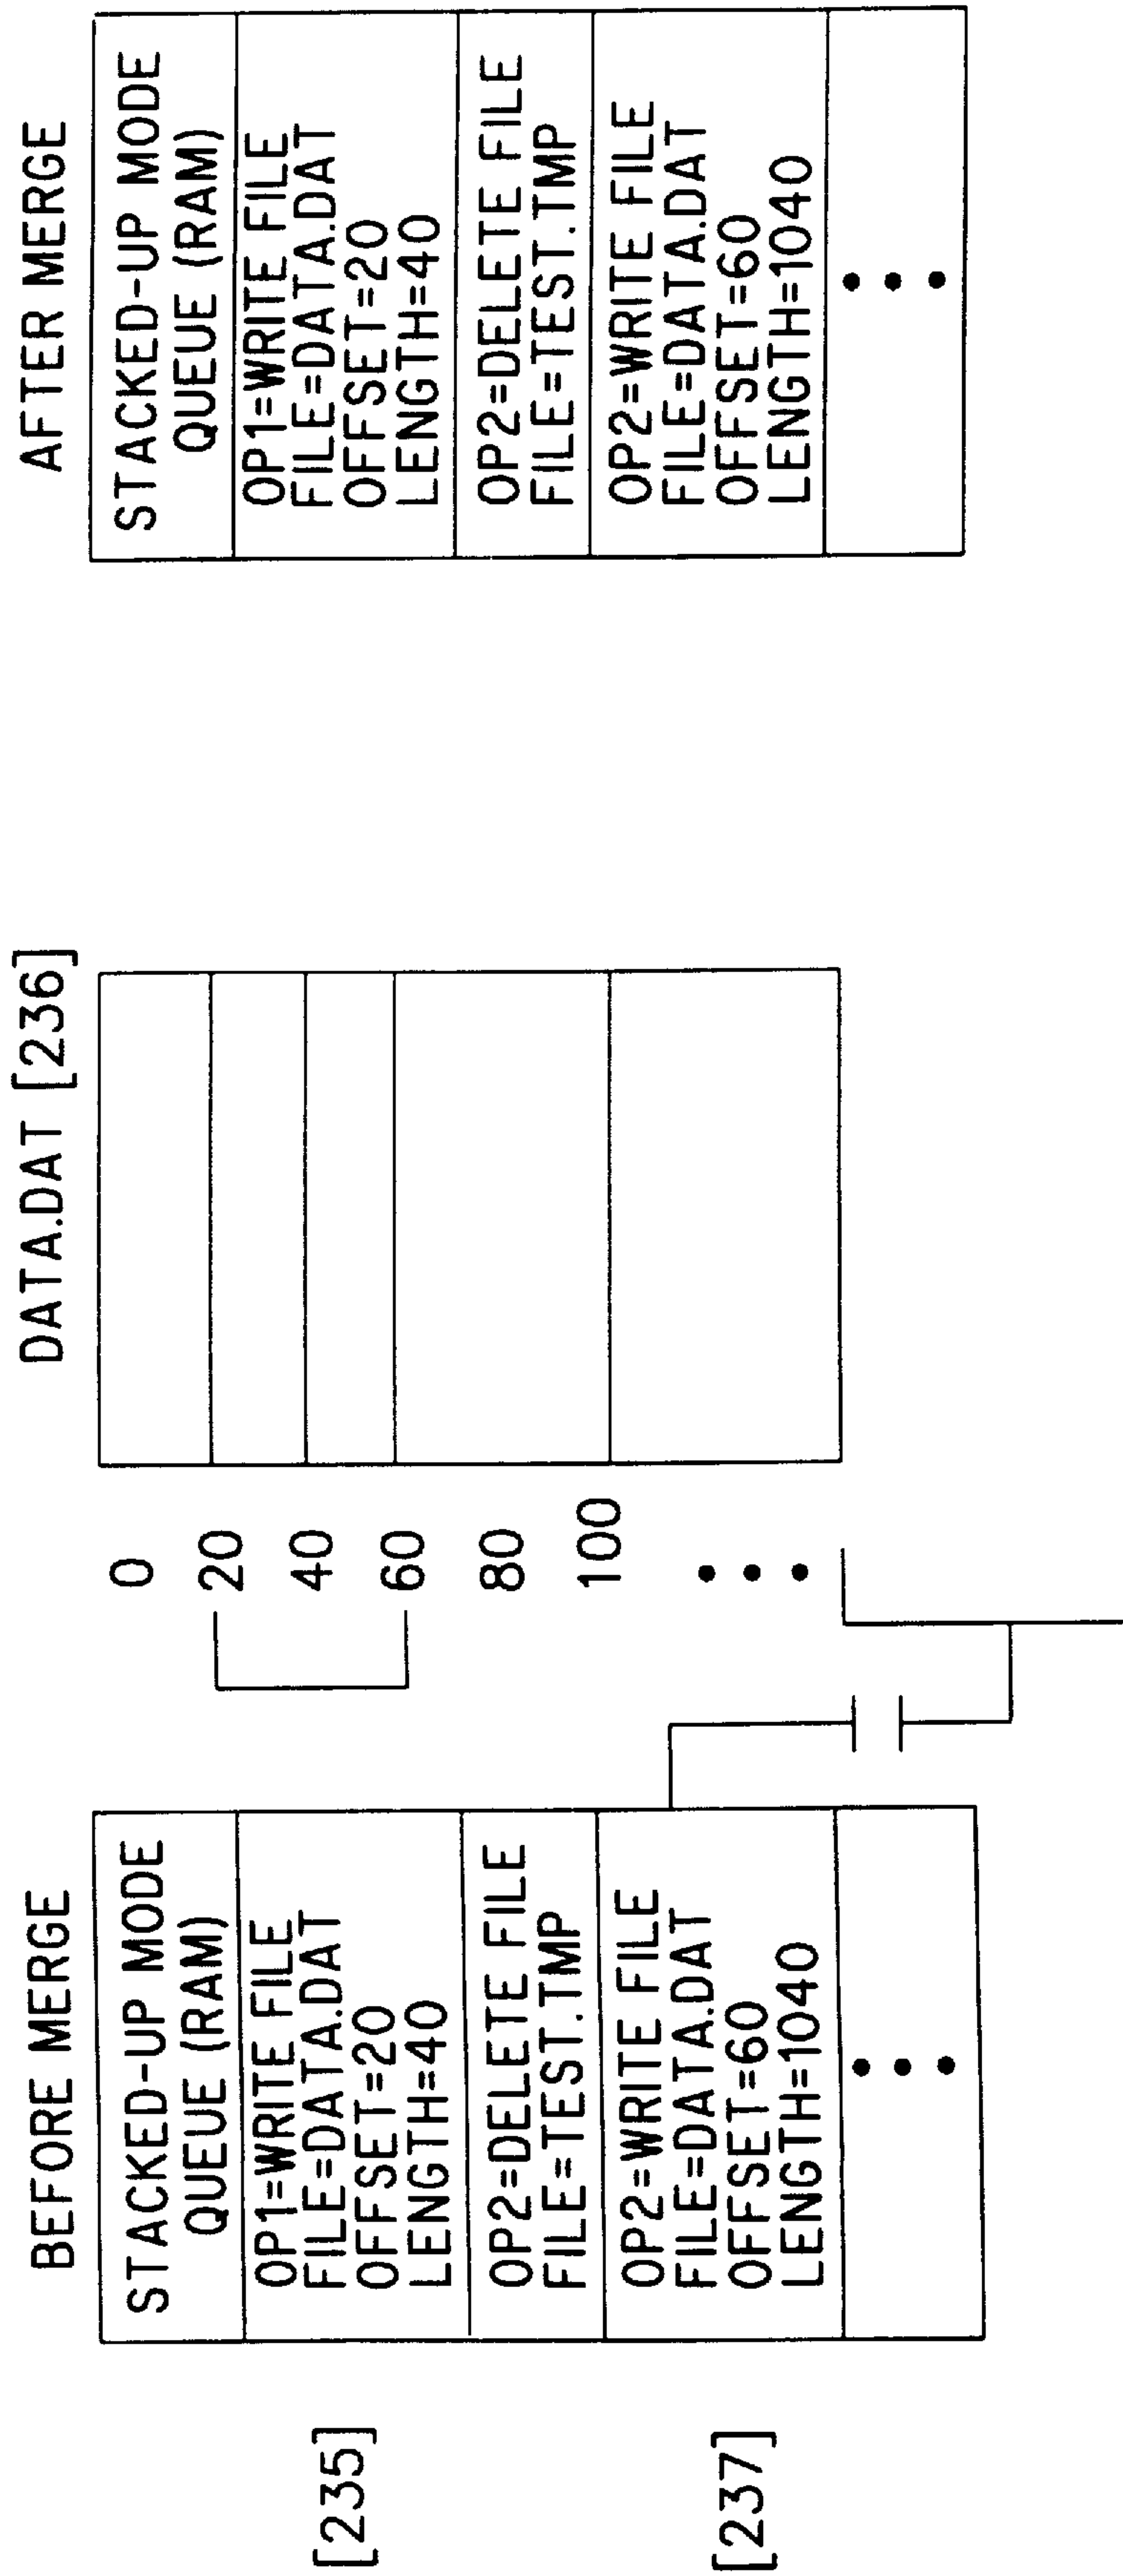 BEFORE MERGE
STACKED-UP MODE
QUEUE (RAM)
[235]
OP1=WRITE FILE
FILE=DATA.DAT
OFFSET=20
LENGTH=40
OP2=DELETE FILE
FILE=TEST.TMP
[237]
OP2=WRITE FILE
FILE=DATA.DAT
OFFSET=60
LENGTH=1040
DATA.DAT [236]
0
20
40
60
80
100
AFTER MERGE
STACKED-UP MODE
QUEUE (RAM)
OP1=WRITE FILE
FILE=DATA.DAT
OFFSET=20
LENGTH=40
OP2=DELETE FILE
FILE=TEST.TMP
OP2=WRITE FILE
FILE=DATA.DAT
OFFSET=60
LENGTH=1040